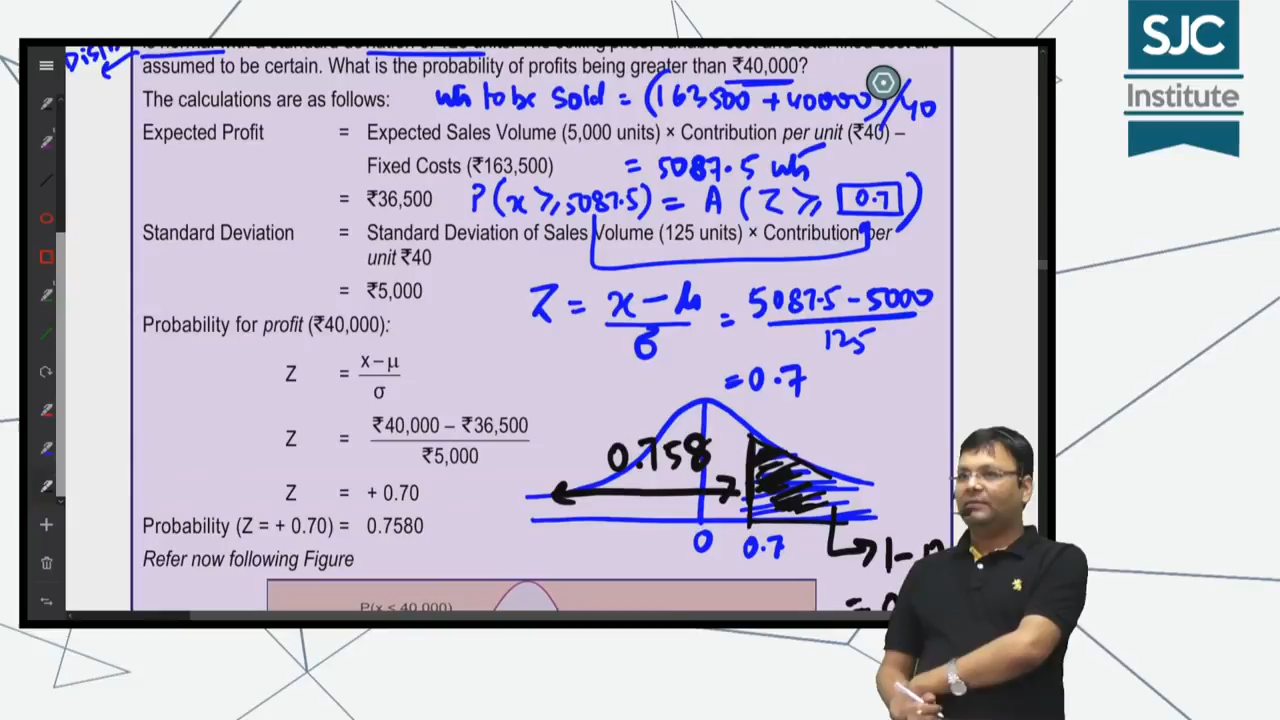 SJC
Institute
assumed to be certain. What is the probability of profits being greater than ₹40,000?
The calculations are as follows:
uts to be sold = (163500 + 40000)/40
Expected Profit = Expected Sales Volume (5,000 units) × Contribution per unit (₹40) –
Fixed Costs (₹163,500)
= 5087.5 uts
= ₹36,500
P(x ≥ 5087.5) = A (Z ≥ 0.7)
Standard Deviation = Standard Deviation of Sales Volume (125 units) × Contribution per
unit ₹40
= ₹5,000
Z = x – μ / σ = 5087.5 – 5000 / 125
= 0.7
Probability for profit (₹40,000):
Z = x – μ / σ
Z = ₹40,000 – ₹36,500 / ₹5,000
Z = + 0.70
Probability (Z = + 0.70) = 0.7580
Refer now following Figure
0.758
0 0.7
1 –
=
P(x ≤ 40,000)